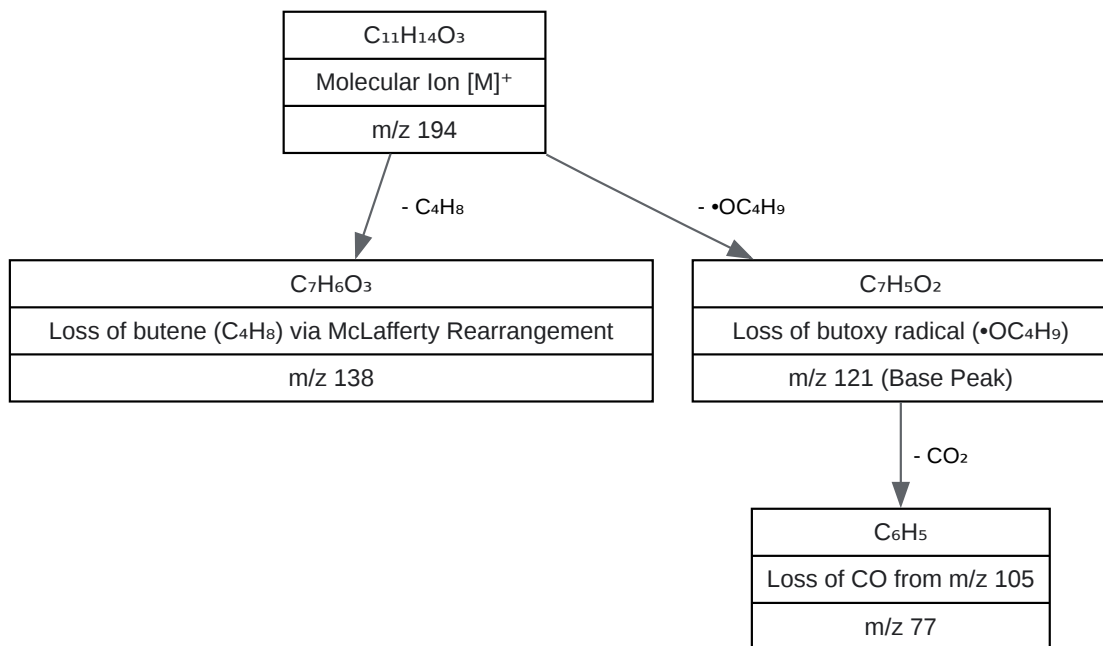 C₁₁H₁₄O₃
Molecular Ion [M]⁺
m/z 194
- C₄H₈
- •OC₄H₉
C₇H₆O₃
Loss of butene (C₄H₈) via McLafferty Rearrangement
m/z 138
C₇H₅O₂
Loss of butoxy radical (•OC₄H₉)
m/z 121 (Base Peak)
- CO₂
C₆H₅
Loss of CO from m/z 105
m/z 77